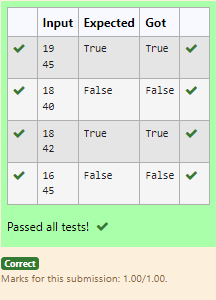 Input Expected Got
19 True True
45
18 False False
40
18 True True
42
16 False False
45
Passed all tests!
Correct
Marks for this submission: 1.00/1.00.